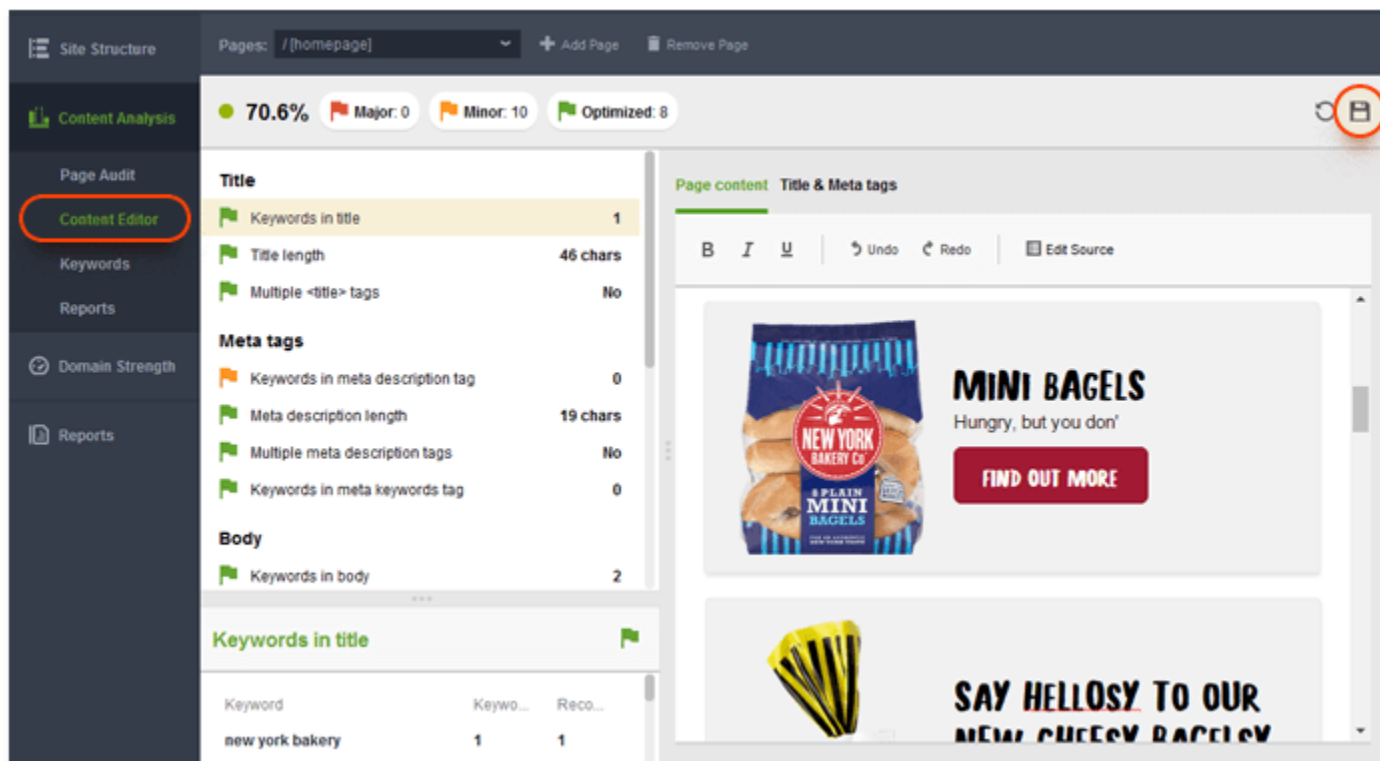 Site Structure
Pages: / [homepage]
Add Page
Remove Page
Content Analysis
70.6%
Major: 0
Minor: 10
Optimized: 8
Page Audit
Content Editor
Keywords
Reports
Domain Strength
Reports
Title
Keywords in title 1
Title length 46 chars
Multiple <title> tags No
Meta tags
Keywords in meta description tag 0
Meta description length 19 chars
Multiple meta description tags No
Keywords in meta keywords tag 0
Body
Keywords in body 2
Keywords in title
Keyword Keywo... Reco...
new york bakery 1 1
Page content Title & Meta tags
B I U Undo Redo Edit Source
NEW YORK
BAKERY Co
PLAIN
MINI
BAGELS
MINI BAGELS
Hungry, but you don'
FIND OUT MORE
SAY HELLOSY TO OUR
NEW CHEESY BAGELSY